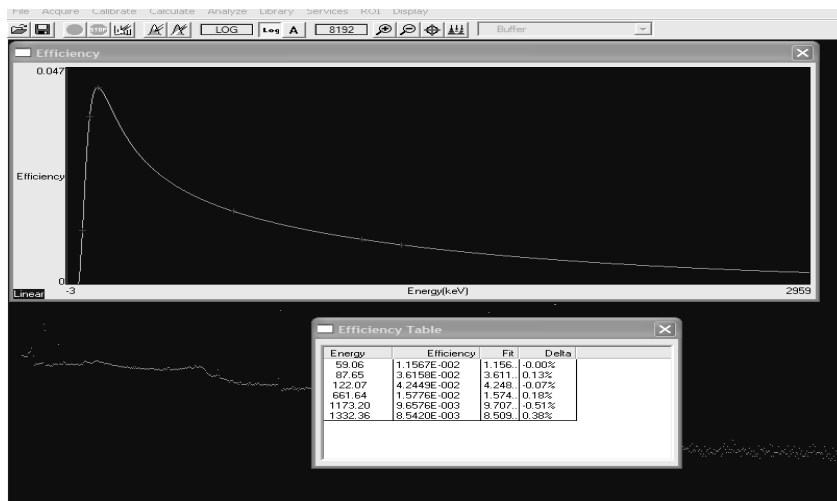 File Acquire Calibrate Calculate Analyze Library Services ROI Display
LOG Log A 8192 Buffer
Efficiency
0.047
Efficiency
0
Linear -3 Energy(keV) 2959
Efficiency Table
Energy Efficiency Fit Delta
59.06 1.1567E-002 1.156.. -0.00%
87.65 3.6158E-002 3.611.. 0.13%
122.07 4.2449E-002 4.248.. -0.07%
661.64 1.5776E-002 1.574.. 0.18%
1173.20 9.6576E-003 9.707.. -0.51%
1332.36 8.5420E-003 8.509.. 0.38%